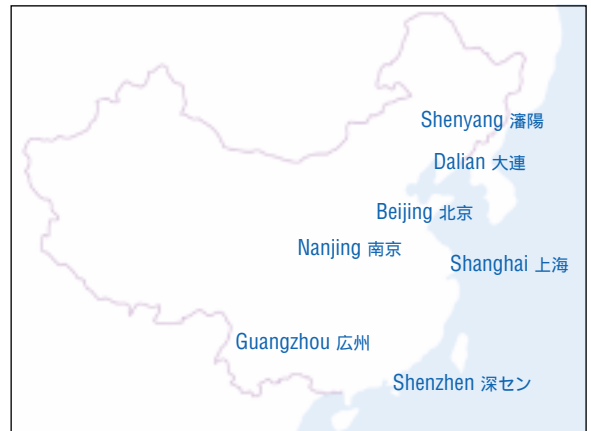 Shenyang 瀋陽
Dalian 大連
Beijing 北京
Nanjing 南京
Shanghai 上海
Guangzhou 広州
Shenzhen 深セン